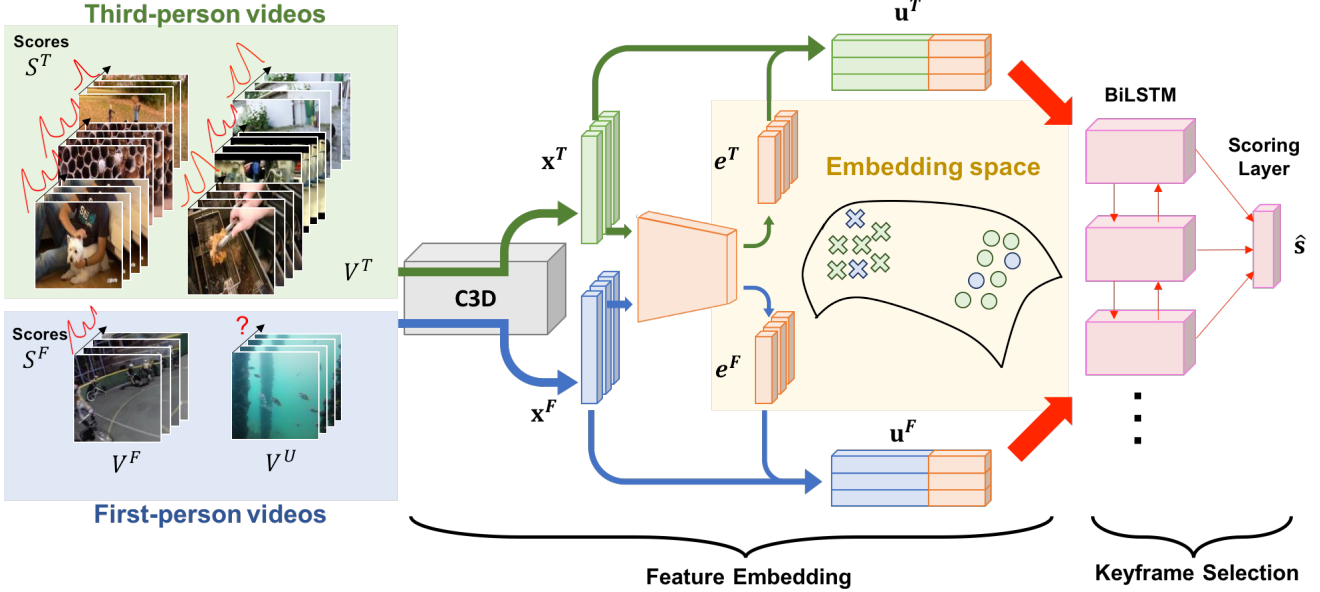 Third-person videos
Scores
S^T
V^T
Scores
S^F
?
V^F
V^U
First-person videos
C3D
x^T
x^F
e^T
e^F
Embedding space
u^T
u^F
Feature Embedding
BiLSTM
Scoring
Layer
ŝ
Keyframe Selection